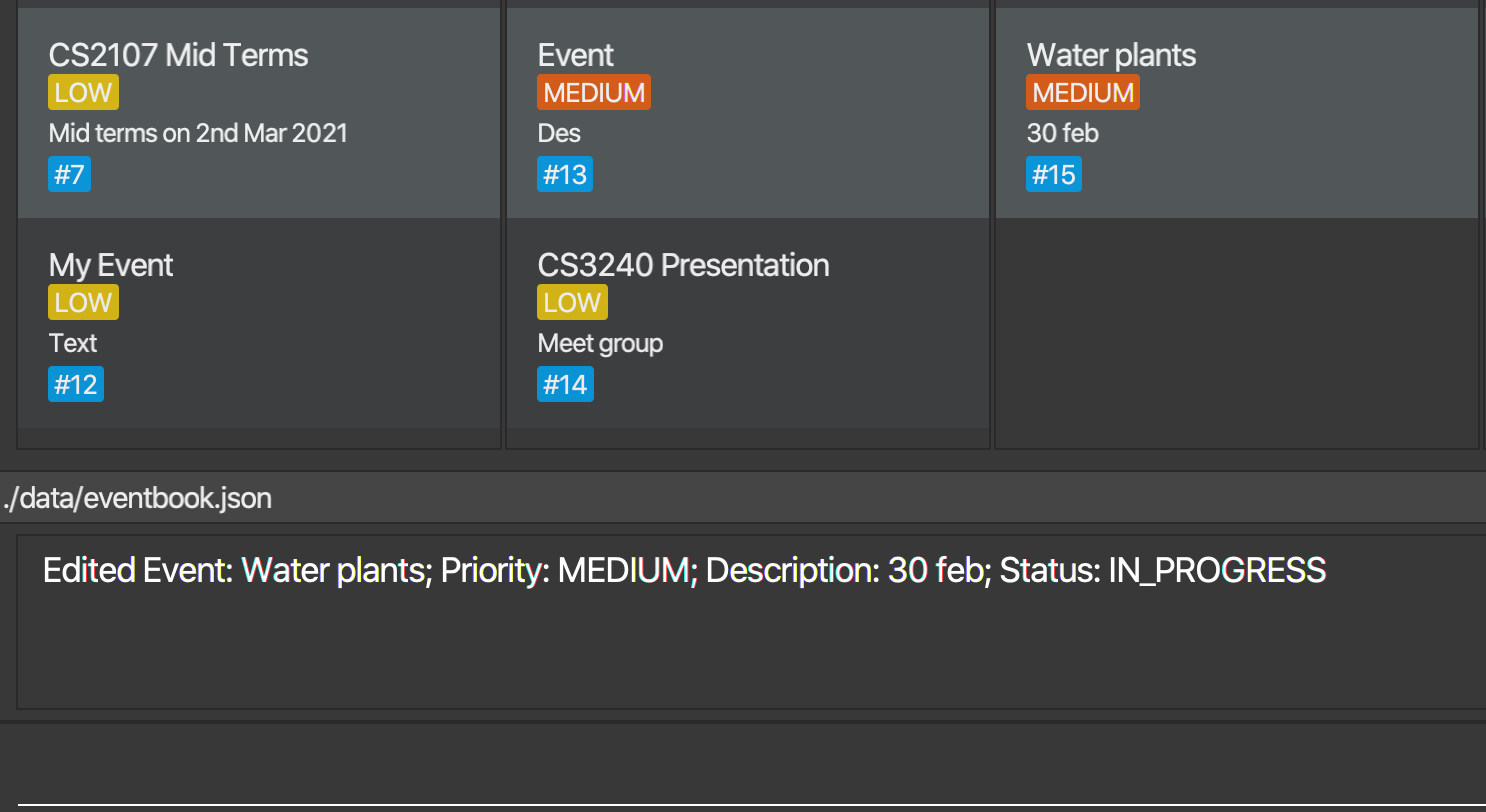 CS2107 Mid Terms
LOW
Mid terms on 2nd Mar 2021
#7
My Event
LOW
Text
#12
Event
MEDIUM
Des
#13
CS3240 Presentation
LOW
Meet group
#14
Water plants
MEDIUM
30 feb
#15
./data/eventbook.json
Edited Event: Water plants; Priority: MEDIUM; Description: 30 feb; Status: IN_PROGRESS